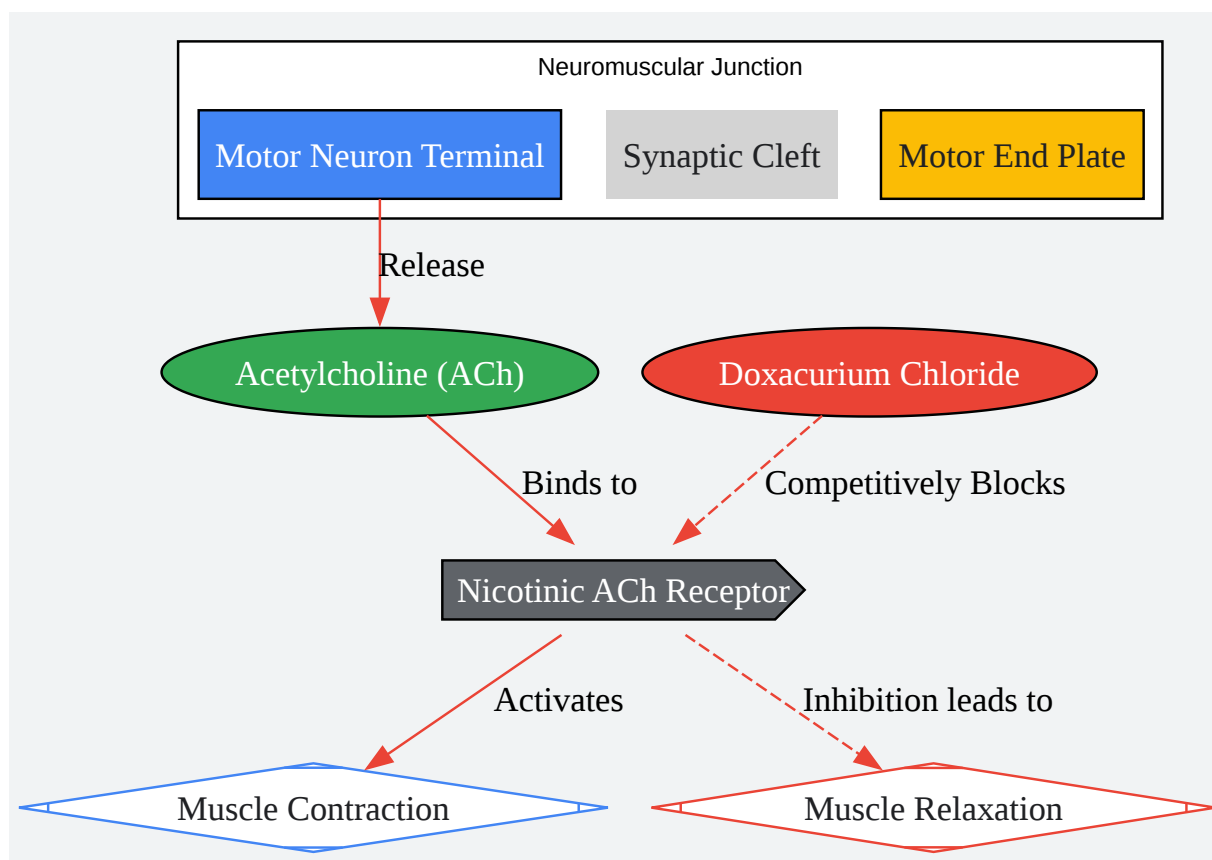 Neuromuscular Junction
Motor Neuron Terminal
Synaptic Cleft
Motor End Plate
Release
Acetylcholine (ACh)
Doxacurium Chloride
Binds to
Competitively Blocks
Nicotinic ACh Receptor
Activates
Inhibition leads to
Muscle Contraction
Muscle Relaxation